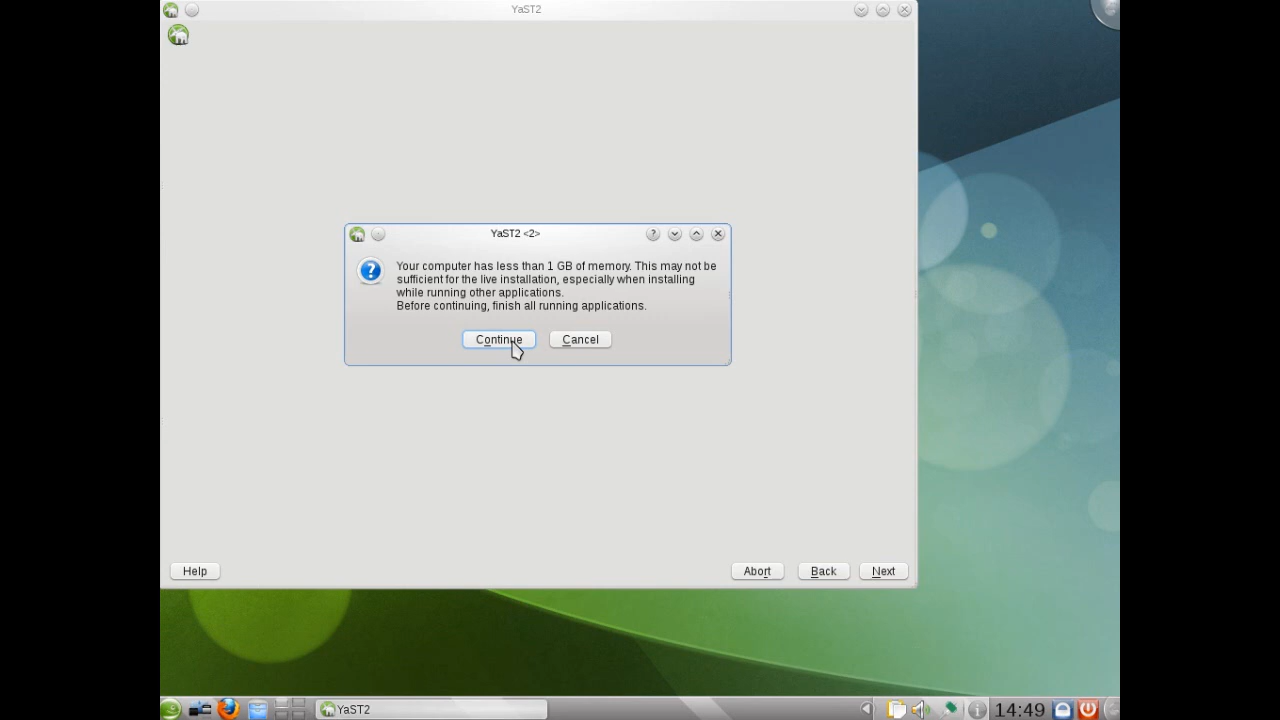 YaST2
YaST2 <2>
Your computer has less than 1 GB of memory. This may not be
sufficient for the live installation, especially when installing
while running other applications.
Before continuing, finish all running applications.
Continue
Cancel
Help
Abort
Back
Next
YaST2
14:49